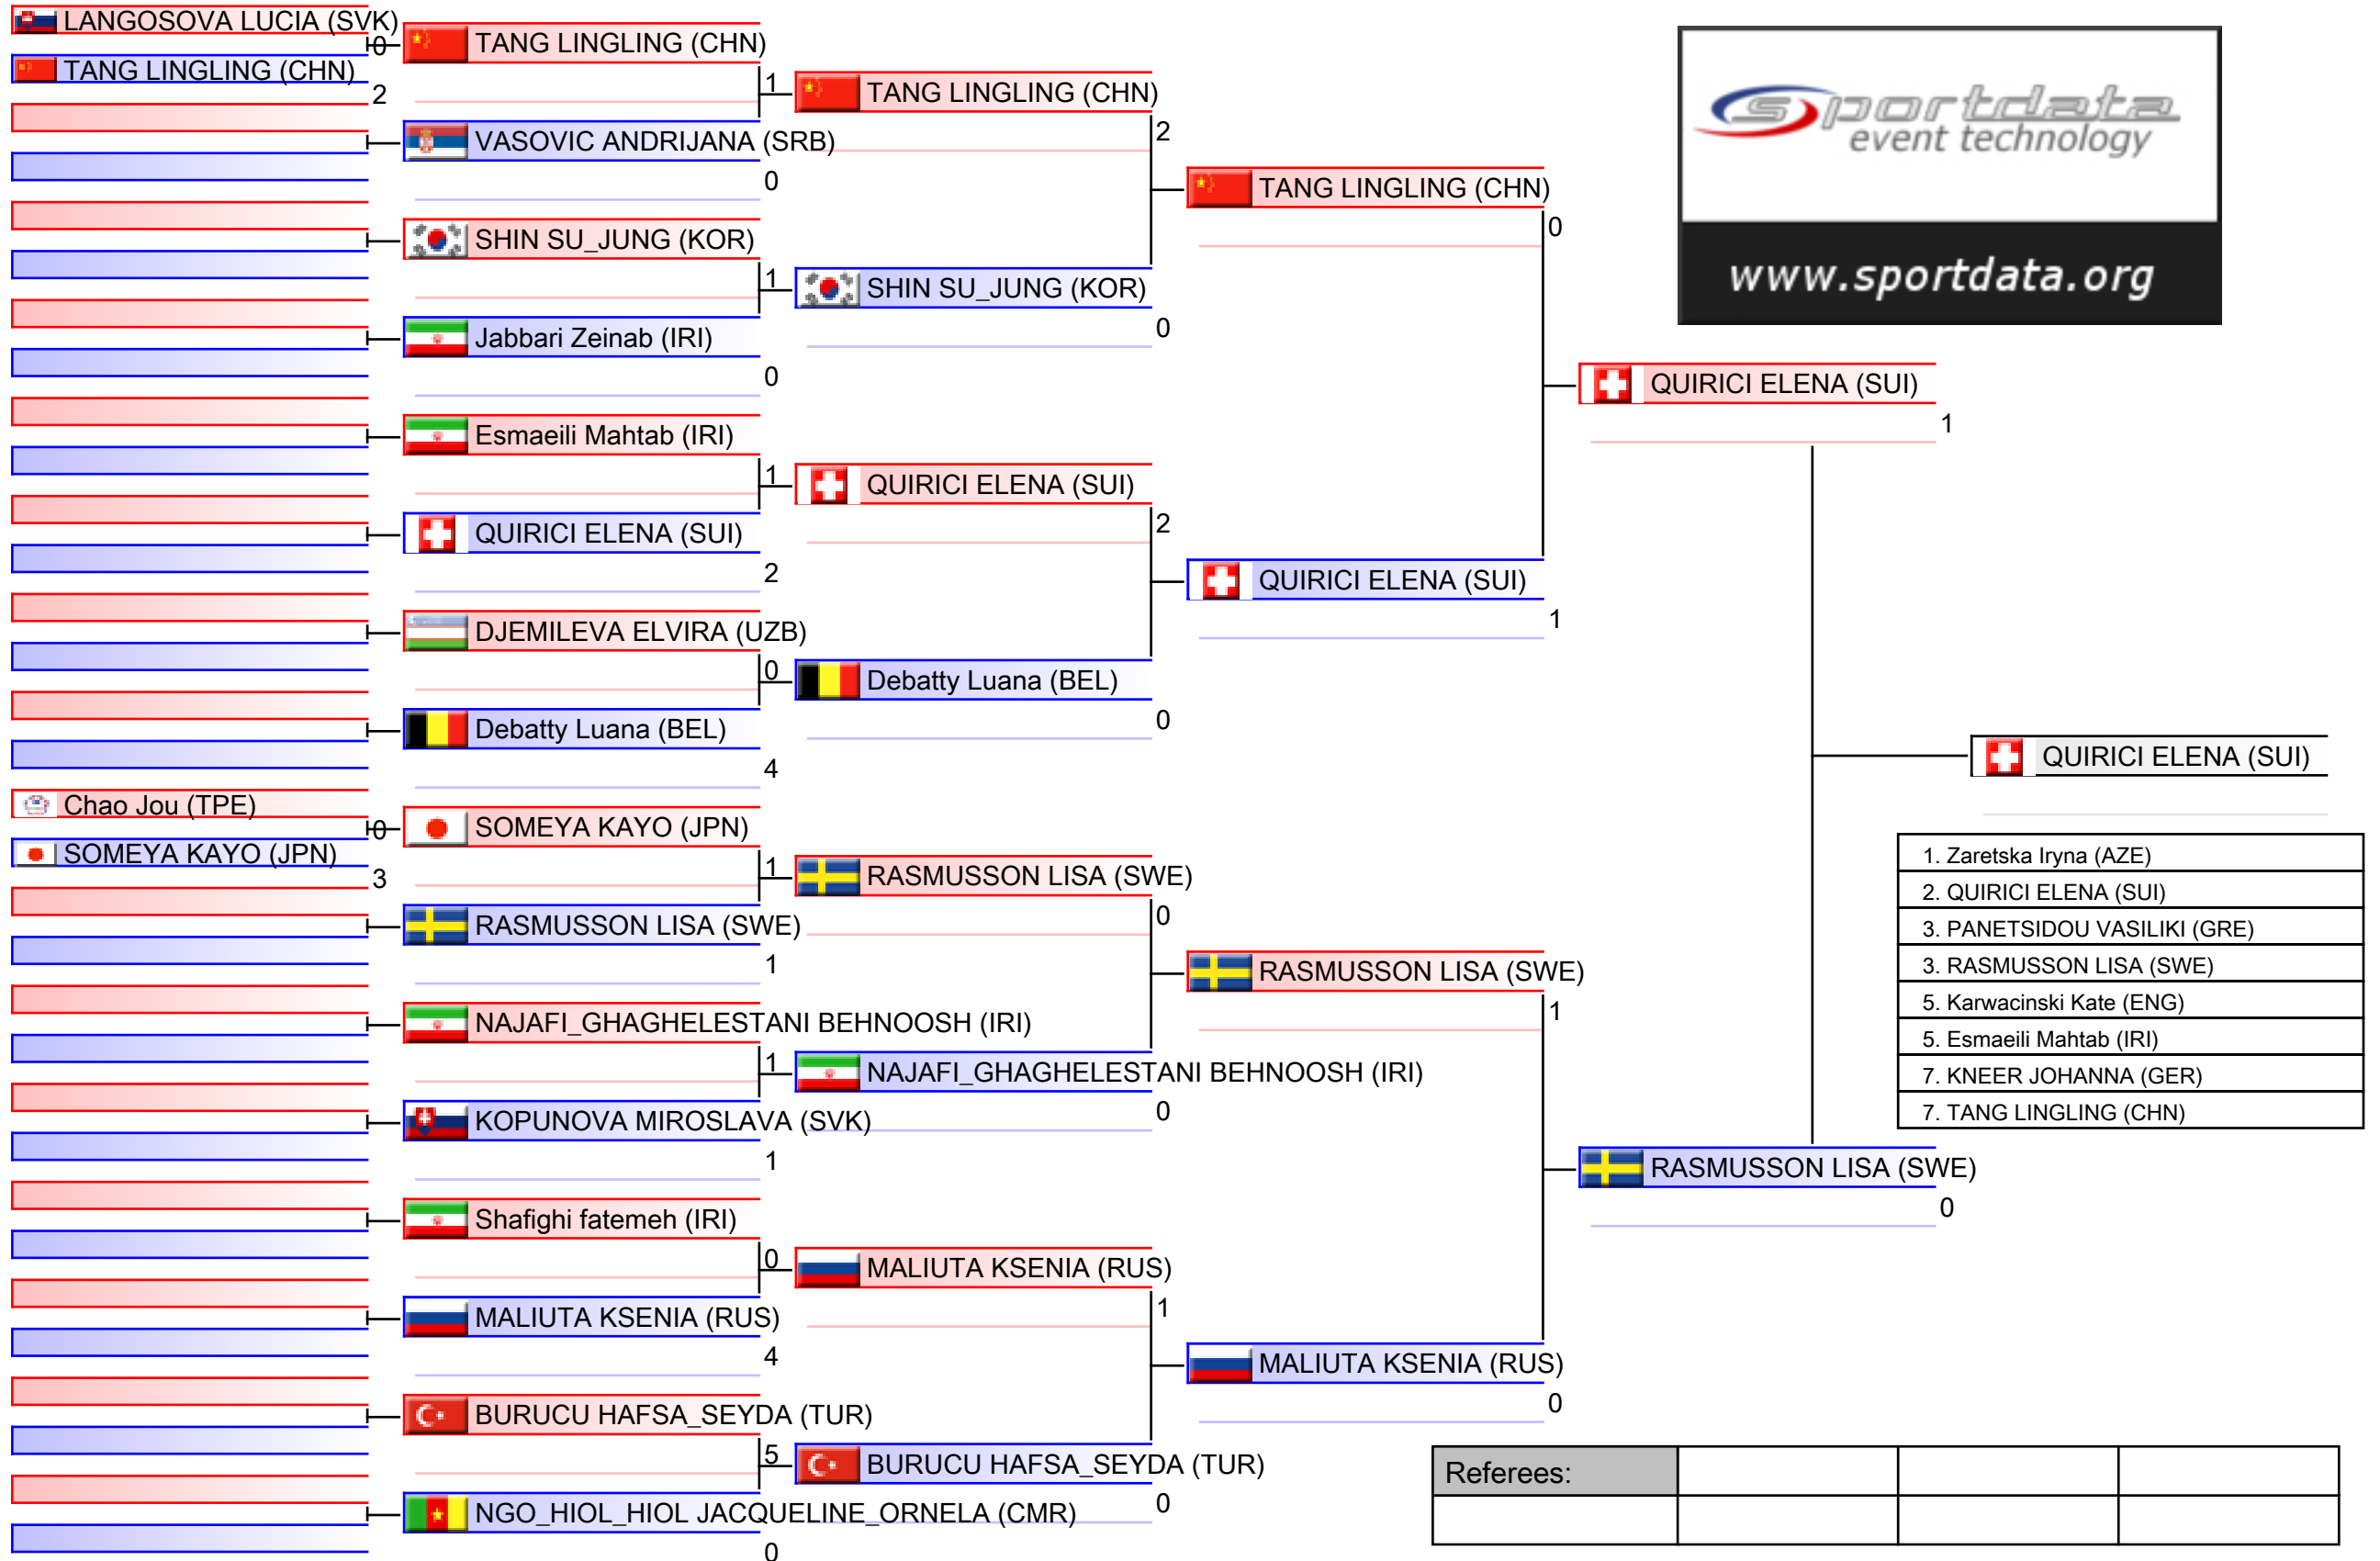 LANGOSOVA LUCIA (SVK)
0
TANG LINGLING (CHN)
2
Chao Jou (TPE)
0
SOMEYA KAYO (JPN)
3
TANG LINGLING (CHN)
1
VASOVIC ANDRIJANA (SRB)
0
SHIN SU_JUNG (KOR)
1
Jabbari Zeinab (IRI)
0
Esmaeili Mahtab (IRI)
1
QUIRICI ELENA (SUI)
2
DJEMILEVA ELVIRA (UZB)
0
Debatty Luana (BEL)
4
SOMEYA KAYO (JPN)
1
RASMUSSON LISA (SWE)
1
NAJAFI_GHAGHELESTANI BEHNOOSH (IRI)
1
KOPUNOVA MIROSLAVA (SVK)
1
Shafighi fatemeh (IRI)
0
MALIUTA KSENIA (RUS)
4
BURUCU HAFSA_SEYDA (TUR)
5
NGO_HIOL_HIOL JACQUELINE_ORNELA (CMR)
0
TANG LINGLING (CHN)
2
SHIN SU_JUNG (KOR)
0
QUIRICI ELENA (SUI)
2
Debatty Luana (BEL)
0
RASMUSSON LISA (SWE)
0
NAJAFI_GHAGHELESTANI BEHNOOSH (IRI)
0
MALIUTA KSENIA (RUS)
1
BURUCU HAFSA_SEYDA (TUR)
0
TANG LINGLING (CHN)
0
QUIRICI ELENA (SUI)
1
RASMUSSON LISA (SWE)
1
MALIUTA KSENIA (RUS)
0
QUIRICI ELENA (SUI)
1
RASMUSSON LISA (SWE)
0
QUIRICI ELENA (SUI)
sportdata
event technology
www.sportdata.org
1. Zaretska Iryna (AZE)
2. QUIRICI ELENA (SUI)
3. PANETSIDOU VASILIKI (GRE)
3. RASMUSSON LISA (SWE)
5. Karwacinski Kate (ENG)
5. Esmaeili Mahtab (IRI)
7. KNEER JOHANNA (GER)
7. TANG LINGLING (CHN)
Referees: